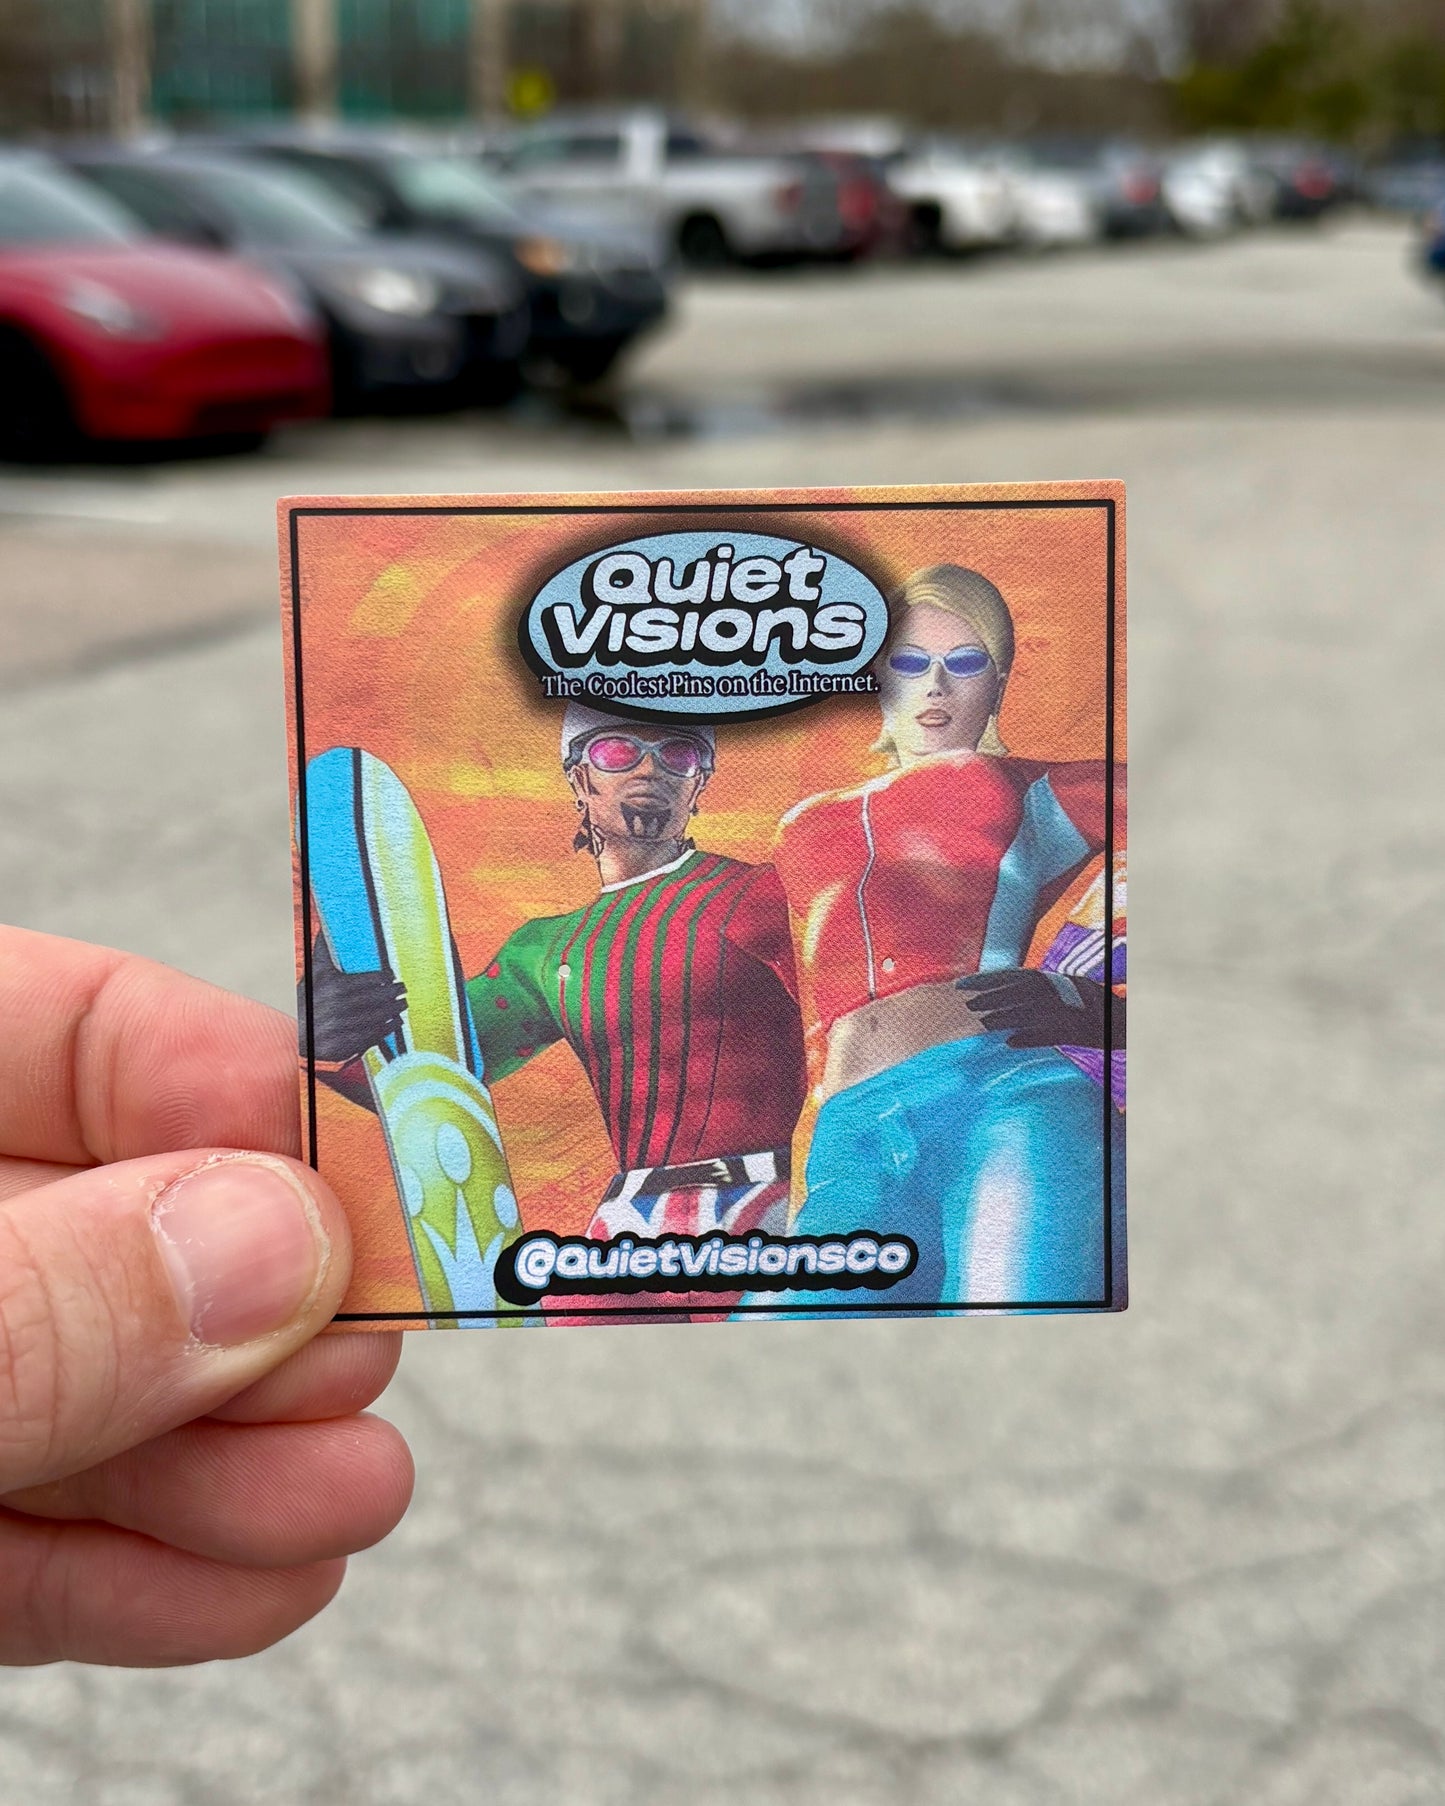 Quiet
Visions
The Coolest Pins on the Internet.
@QuietVisionsCo